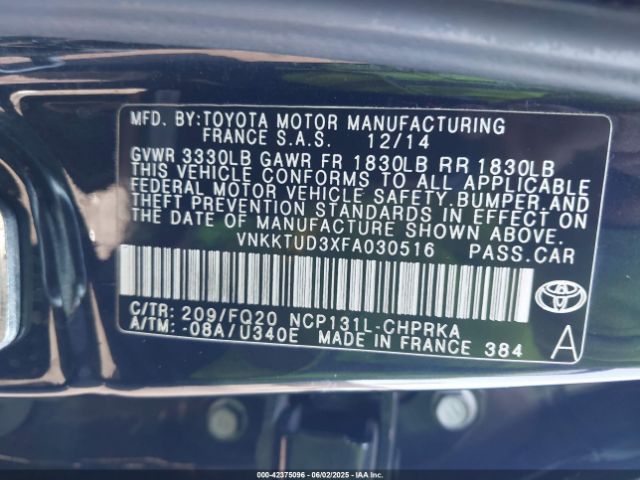 MFD. BY:TOYOTA MOTOR MANUFACTURING
FRANCE S.A.S. 12/14
GVWR 3330LB GAWR FR 1830LB RR 1830LB
THIS VEHICLE CONFORMS TO ALL APPLICABLE
FEDERAL MOTOR VEHICLE SAFETY,BUMPER,AND
THEFT PREVENTION STANDARDS IN EFFECT ON
THE DATE OF MANUFACTURE SHOWN ABOVE.
VNKKTUD3XFA030516 PASS.CAR
C/TR: 209/FQ20 NCP131L-CHPRKA
A/TM: -08A/U340E MADE IN FRANCE 384
A
000-42375096 - 06/02/2025 - IAAI.COM